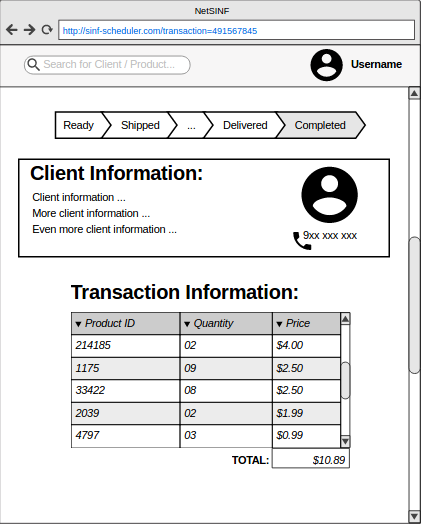 NetSINF
http://sinf-scheduler.com/transaction=491567845
Search for Client / Product...
Username
Ready Shipped ... Delivered Completed
Client Information:
Client information ...
More client information ...
Even more client information ...
9xx xxx xxx
Transaction Information:
Product ID Quantity Price
214185 02 $4.00
1175 09 $2.50
33422 08 $2.50
2039 02 $1.99
4797 03 $0.99
TOTAL: $10.89